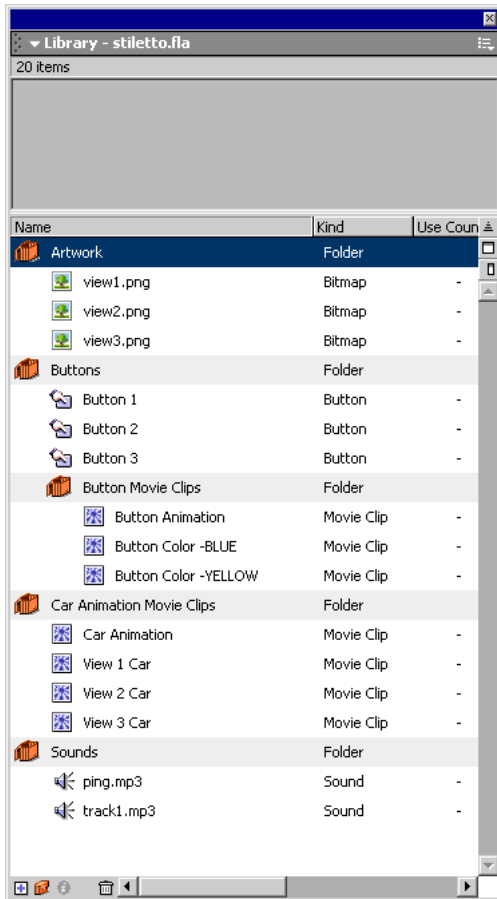 Library - stiletto.fla
20 items
Name Kind Use Coun
Artwork Folder
view1.png Bitmap -
view2.png Bitmap -
view3.png Bitmap -
Buttons Folder
Button 1 Button -
Button 2 Button -
Button 3 Button -
Button Movie Clips Folder
Button Animation Movie Clip -
Button Color -BLUE Movie Clip -
Button Color -YELLOW Movie Clip -
Car Animation Movie Clips Folder
Car Animation Movie Clip -
View 1 Car Movie Clip -
View 2 Car Movie Clip -
View 3 Car Movie Clip -
Sounds Folder
ping.mp3 Sound -
track1.mp3 Sound -